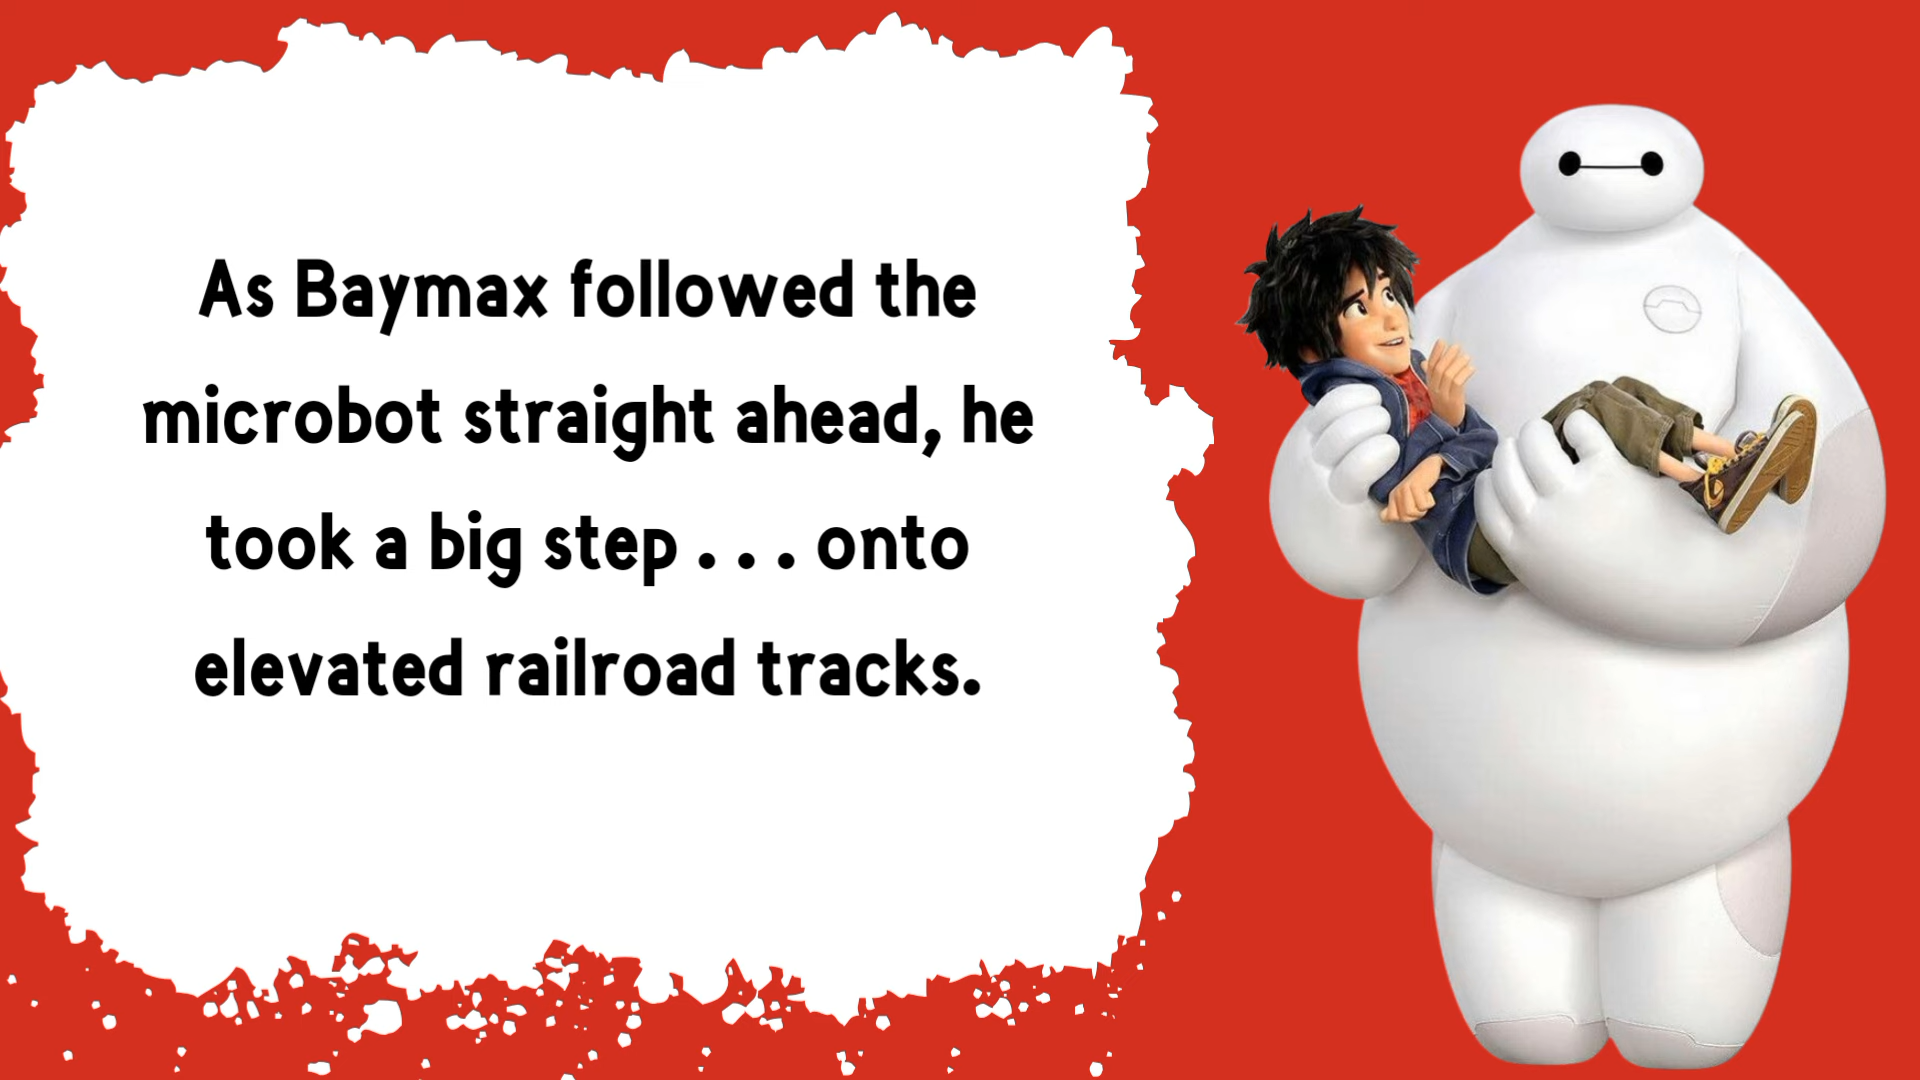 As Baymax followed the
microbot straight ahead, he
took a big step . . . onto
elevated railroad tracks.